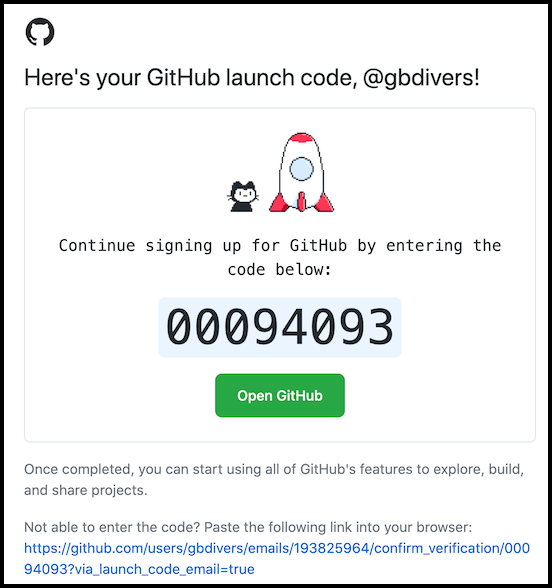 Here's your GitHub launch code, @gbdivers!
Continue signing up for GitHub by entering the
code below:
00094093
Open GitHub
Once completed, you can start using all of GitHub's features to explore, build,
and share projects.
Not able to enter the code? Paste the following link into your browser:
https://github.com/users/gbdivers/emails/193825964/confirm_verification/000
94093?via_launch_code_email=true